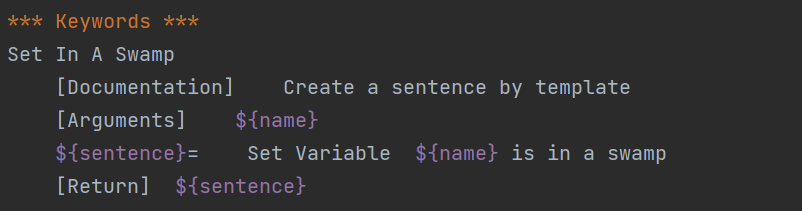 *** Keywords ***
Set In A Swamp
    [Documentation]    Create a sentence by template
    [Arguments]    ${name}
    ${sentence}=    Set Variable  ${name} is in a swamp
    [Return]  ${sentence}